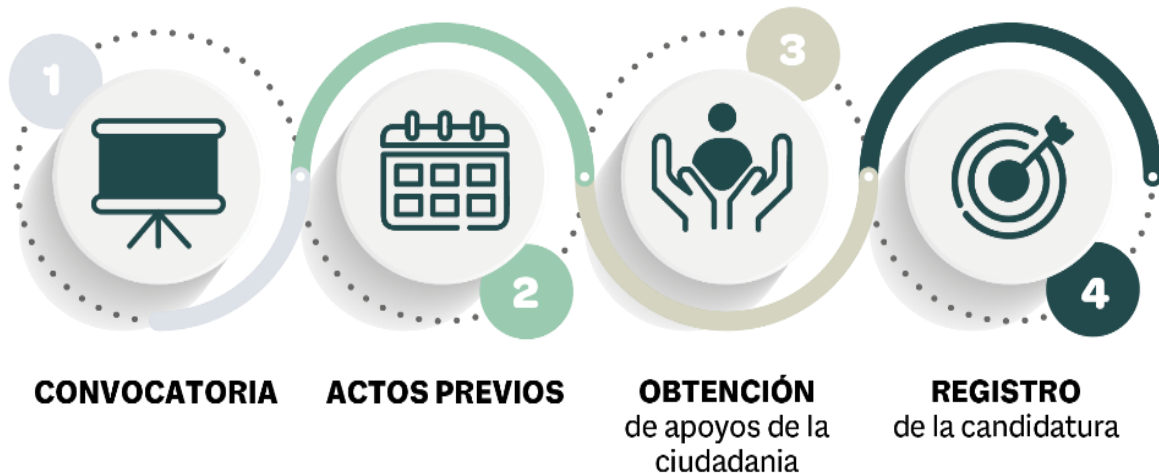 1
CONVOCATORIA
2
ACTOS PREVIOS
3
OBTENCIÓN
de apoyos de la
ciudadania
4
REGISTRO
de la candidatura